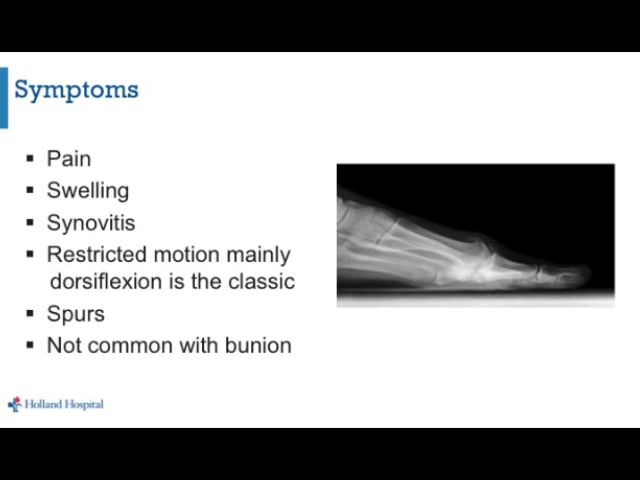 Symptoms
▪ Pain
▪ Swelling
▪ Synovitis
▪ Restricted motion mainly
dorsiflexion is the classic
▪ Spurs
▪ Not common with bunion
Holland Hospital